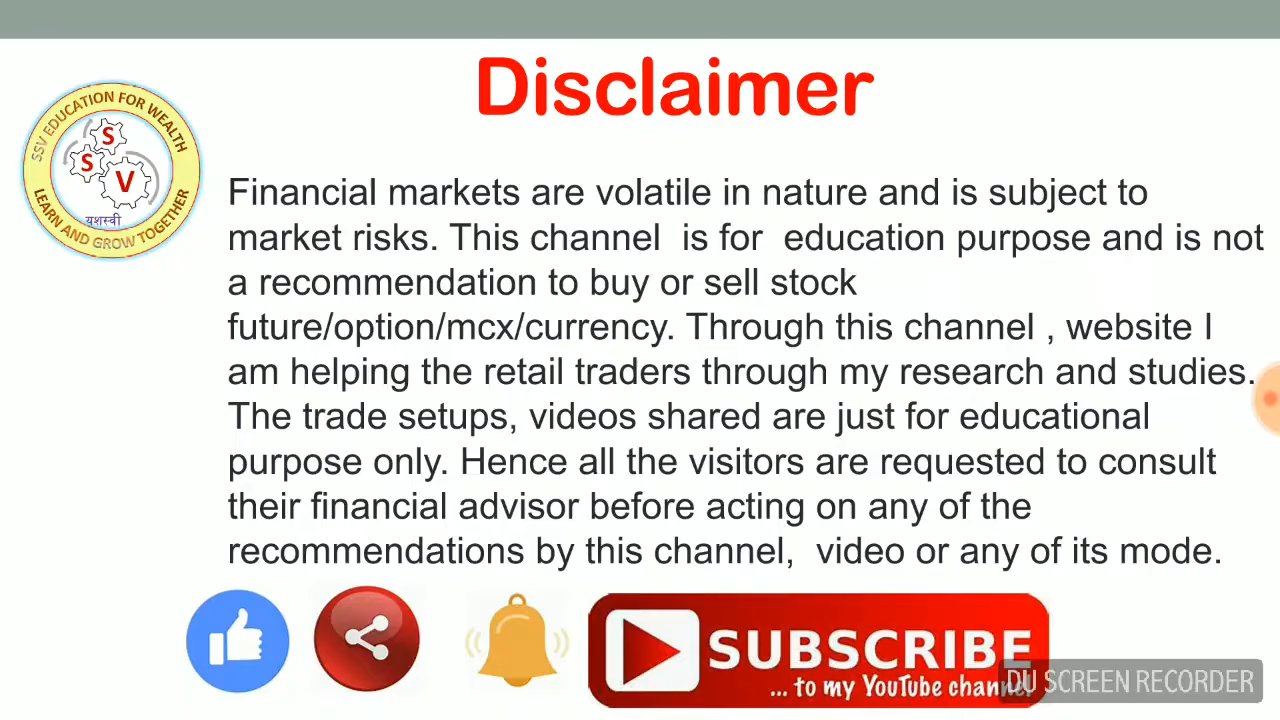 Disclaimer
SSV EDUCATION FOR WEALTH
S
S
V
यशस्वी
LEARN AND GROW TOGETHER
Financial markets are volatile in nature and is subject to
market risks. This channel  is for  education purpose and is not
a recommendation to buy or sell stock
future/option/mcx/currency. Through this channel , website I
am helping the retail traders through my research and studies.
The trade setups, videos shared are just for educational
purpose only. Hence all the visitors are requested to consult
their financial advisor before acting on any of the
recommendations by this channel,  video or any of its mode.
SUBSCRIBE
... to my YouTube channel
DU SCREEN RECORDER